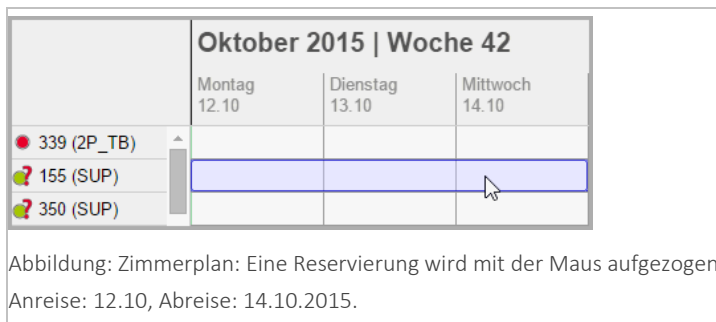 Oktober 2015 | Woche 42
Montag Dienstag Mittwoch
12.10 13.10 14.10
339 (2P_TB)
155 (SUP)
350 (SUP)
Abbildung: Zimmerplan: Eine Reservierung wird mit der Maus aufgezogen
Anreise: 12.10, Abreise: 14.10.2015.